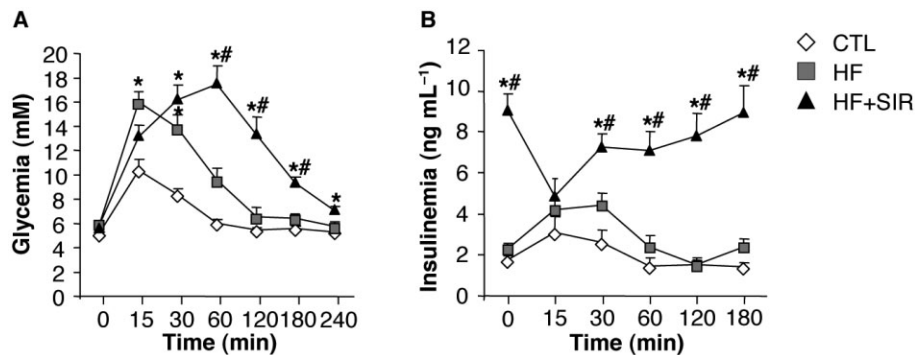 A
Glycemia (mM)
20
18
16
14
12
10
8
6
4
2
0
* * *# * *# *# *
0 15 30 60 120 180 240
Time (min)
B
Insulinemia (ng mL⁻¹)
12
10
8
6
4
2
0
*# *# *# *# *#
0 15 30 60 120 180
Time (min)
CTL
HF
HF+SIR